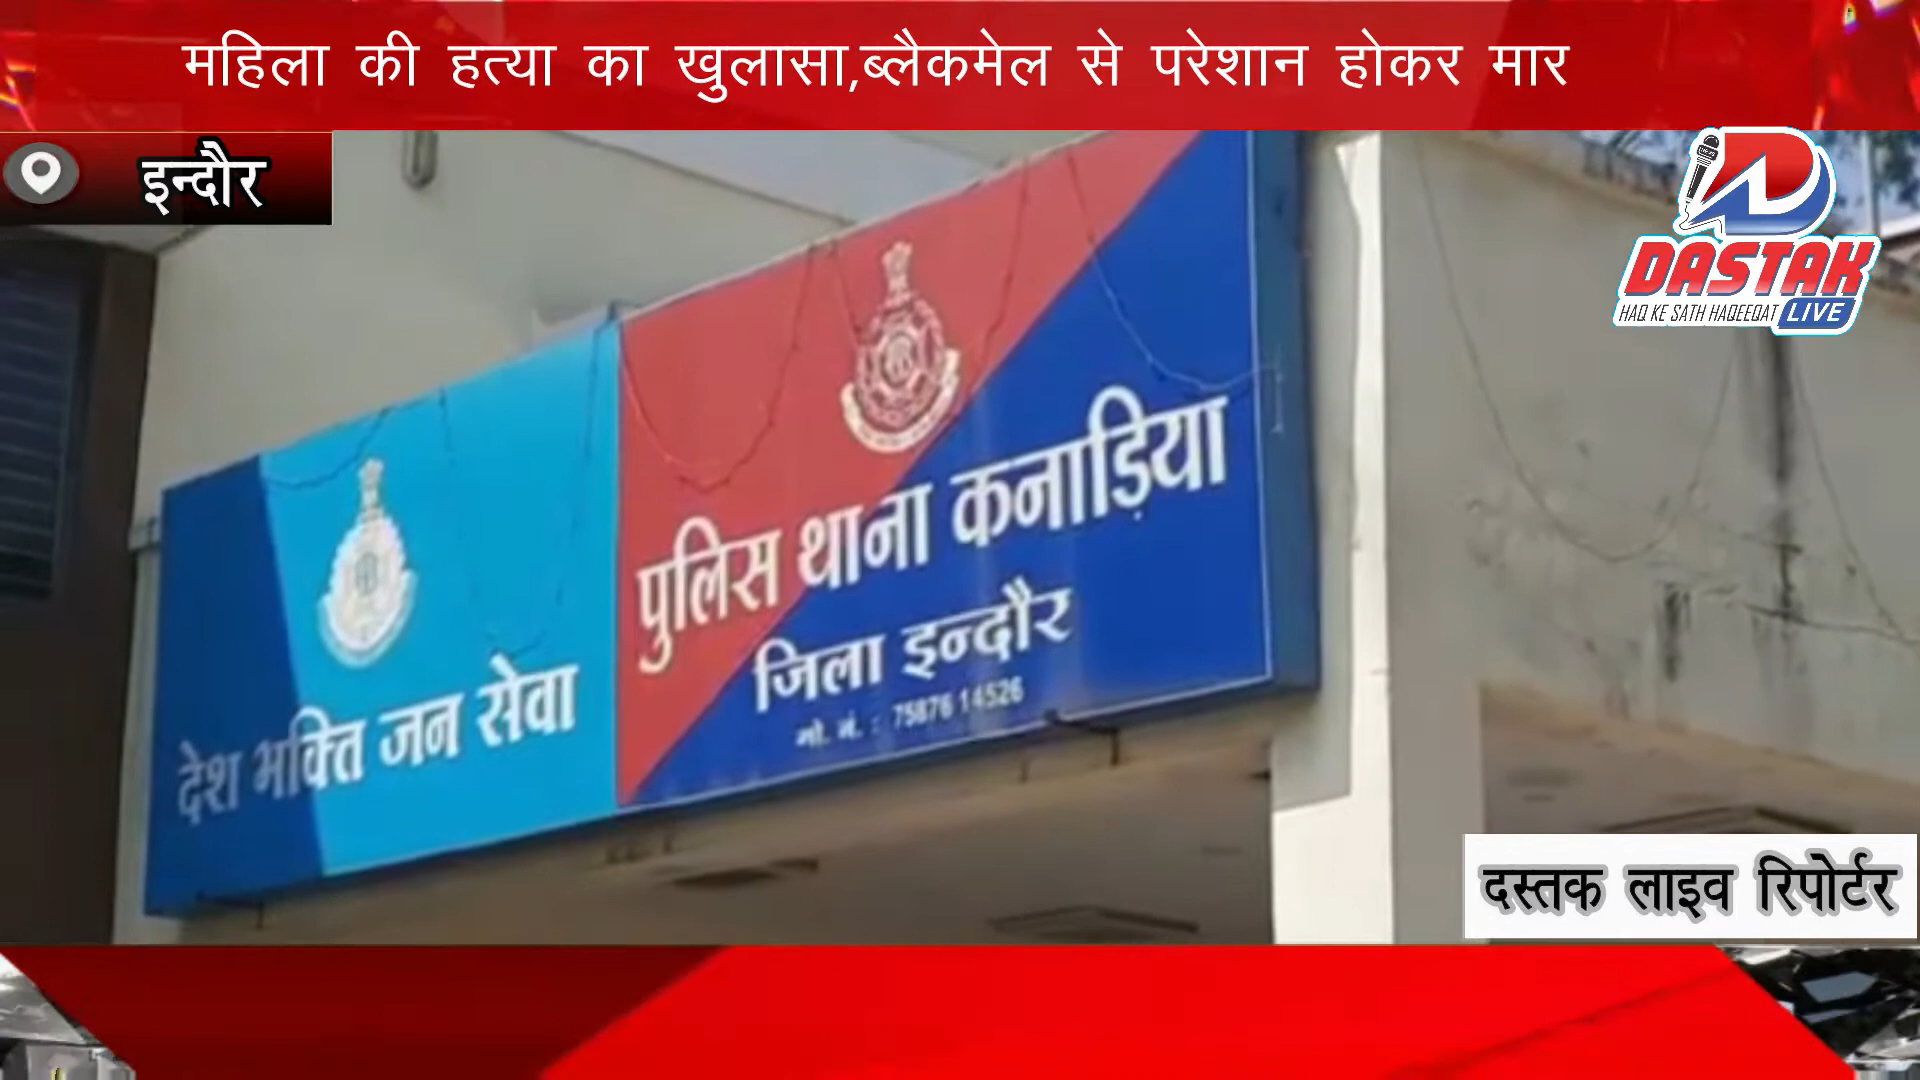 महिला की हत्या का खुलासा,ब्लैकमेल से परेशान होकर मार
इन्दौर
DASTAK
HAQ KE SATH HAQEEQAT LIVE
पुलिस थाना कनाड़िया
जिला इन्दौर
मो. नं. : 75876 14526
देश भक्ति जन सेवा
दस्तक लाइव रिपोर्टर